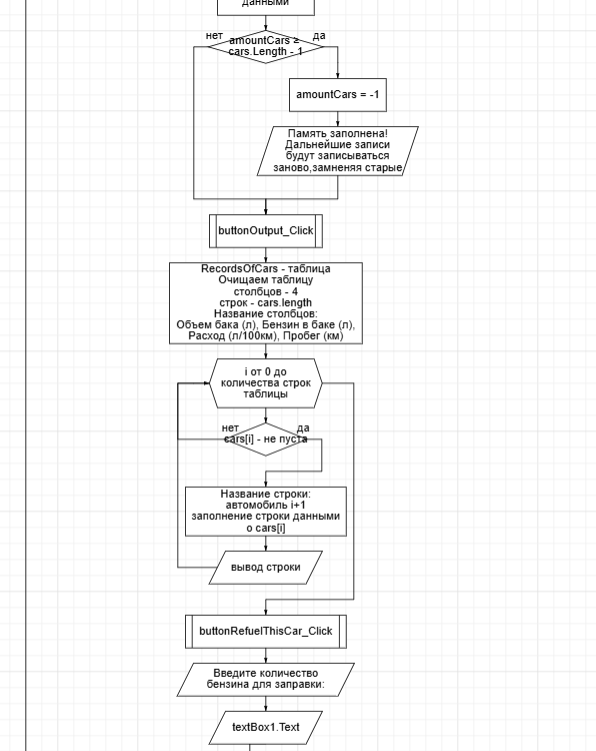 данными
нет
да
amountCars ≥
cars.Length - 1
amountCars = -1
Память заполнена!
Дальнейшие записи
будут записываться
заново,замненяя старые
buttonOutput_Click
RecordsOfCars - таблица
Очищаем таблицу
столбцов - 4
строк - cars.length
Название столбцов:
Объем бака (л), Бензин в баке (л),
Расход (л/100км), Пробег (км)
i от 0 до
количества строк
таблицы
нет
да
cars[i] - не пуста
Название строки:
автомобиль i+1
заполнение строки данными
о cars[i]
вывод строки
buttonRefuelThisCar_Click
Введите количество
бензина для заправки:
textBox1.Text